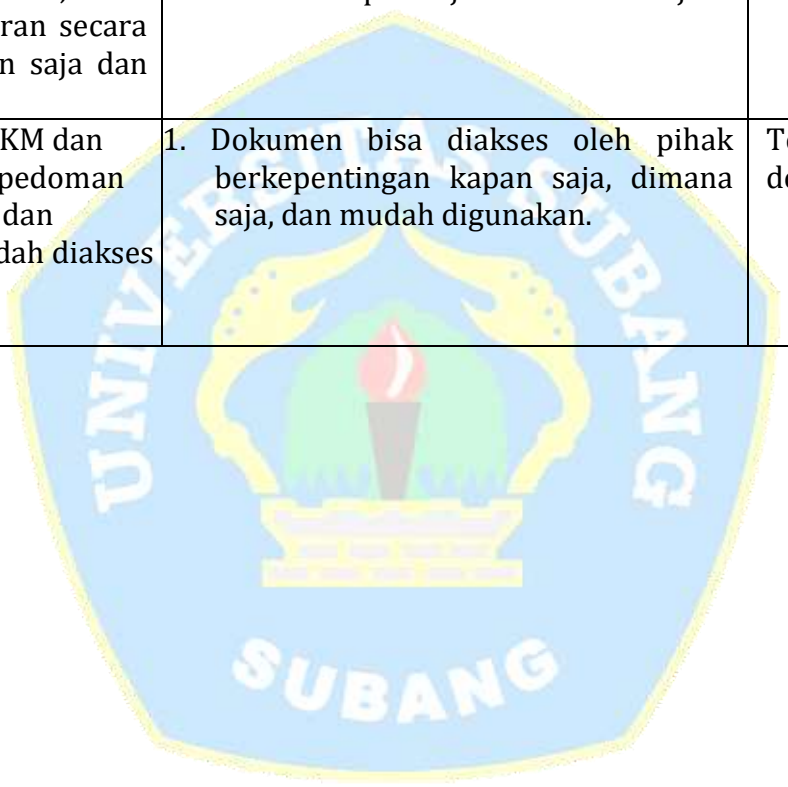 ran secara
n saja dan
KM dan
pedoman
dan
dah diakses
1. Dokumen bisa diakses oleh pihak
berkepentingan kapan saja, dimana
saja, dan mudah digunakan.
UNIVERSITAS SUBANG
SUBANG